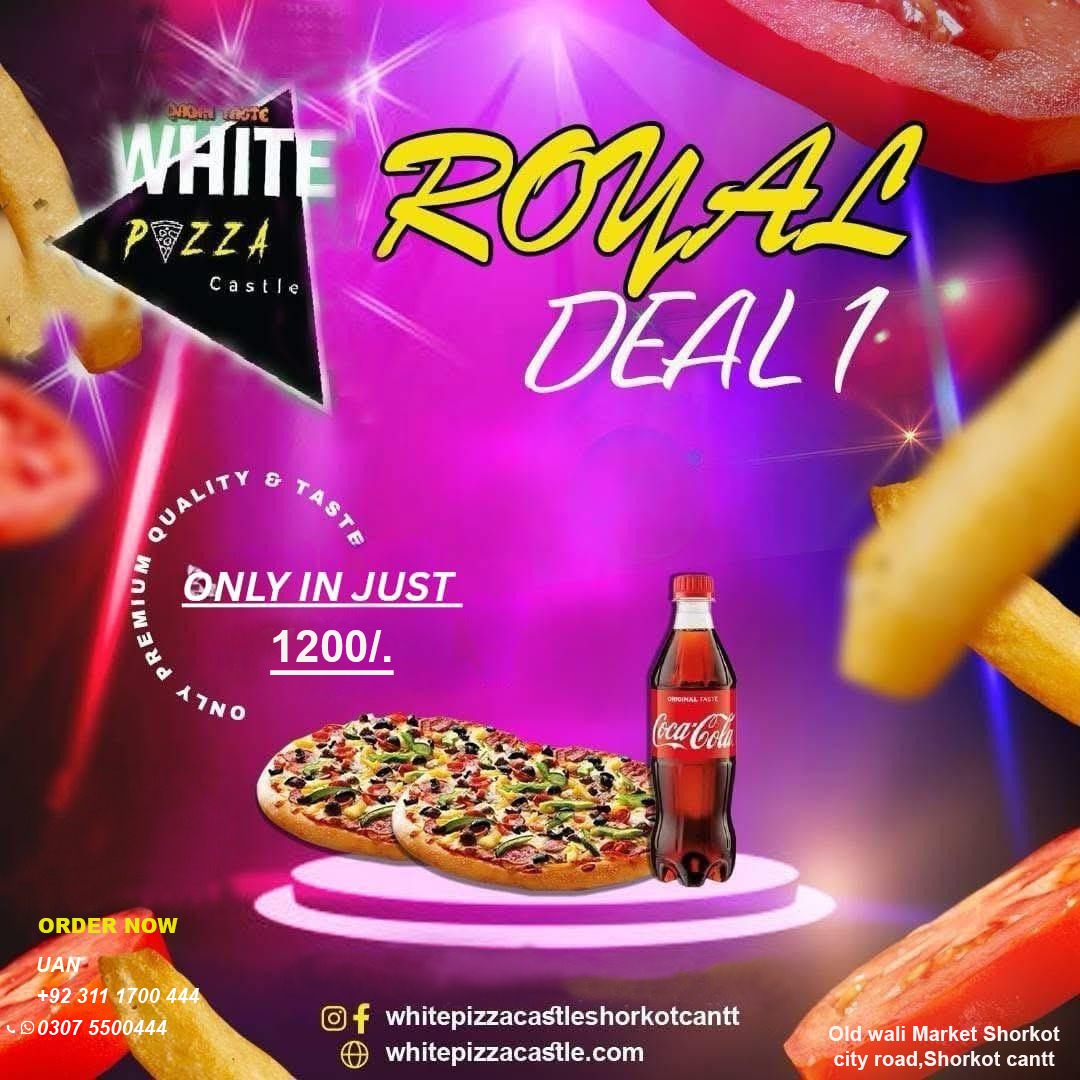 WHITE
PIZZA
Castle
ROYAL
DEAL 1
ONLY PREMIUM QUALITY & TASTE
ONLY IN JUST
1200/.
ORIGINAL TASTE
Coca-Cola
ORDER NOW
UAN
+92 311 1700 444
0307 5500444
whitepizzacastleshorkotcantt
whitepizzacastle.com
Old wali Market Shorkot
city road,Shorkot cantt